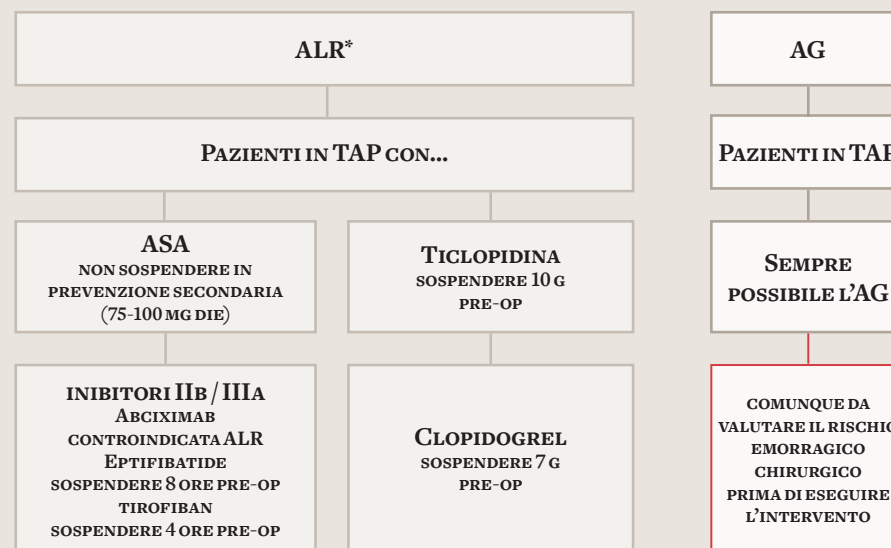 ALR*
Pazienti in TAP con...
ASA
non sospendere in
prevenzione secondaria
(75-100 mg die)
Ticlopidina
sospendere 10 g
pre-op
inibitori IIb / IIIa
Abciximab
controindicata ALR
Eptifibatide
sospendere 8 ore pre-op
tirofiban
sospendere 4 ore pre-op
Clopidogrel
sospendere 7 g
pre-op
AG
Pazienti in TAP
Sempre
possibile l'AG
comunque da
valutare il rischio
emorragico
chirurgico
prima di eseguire
l'intervento